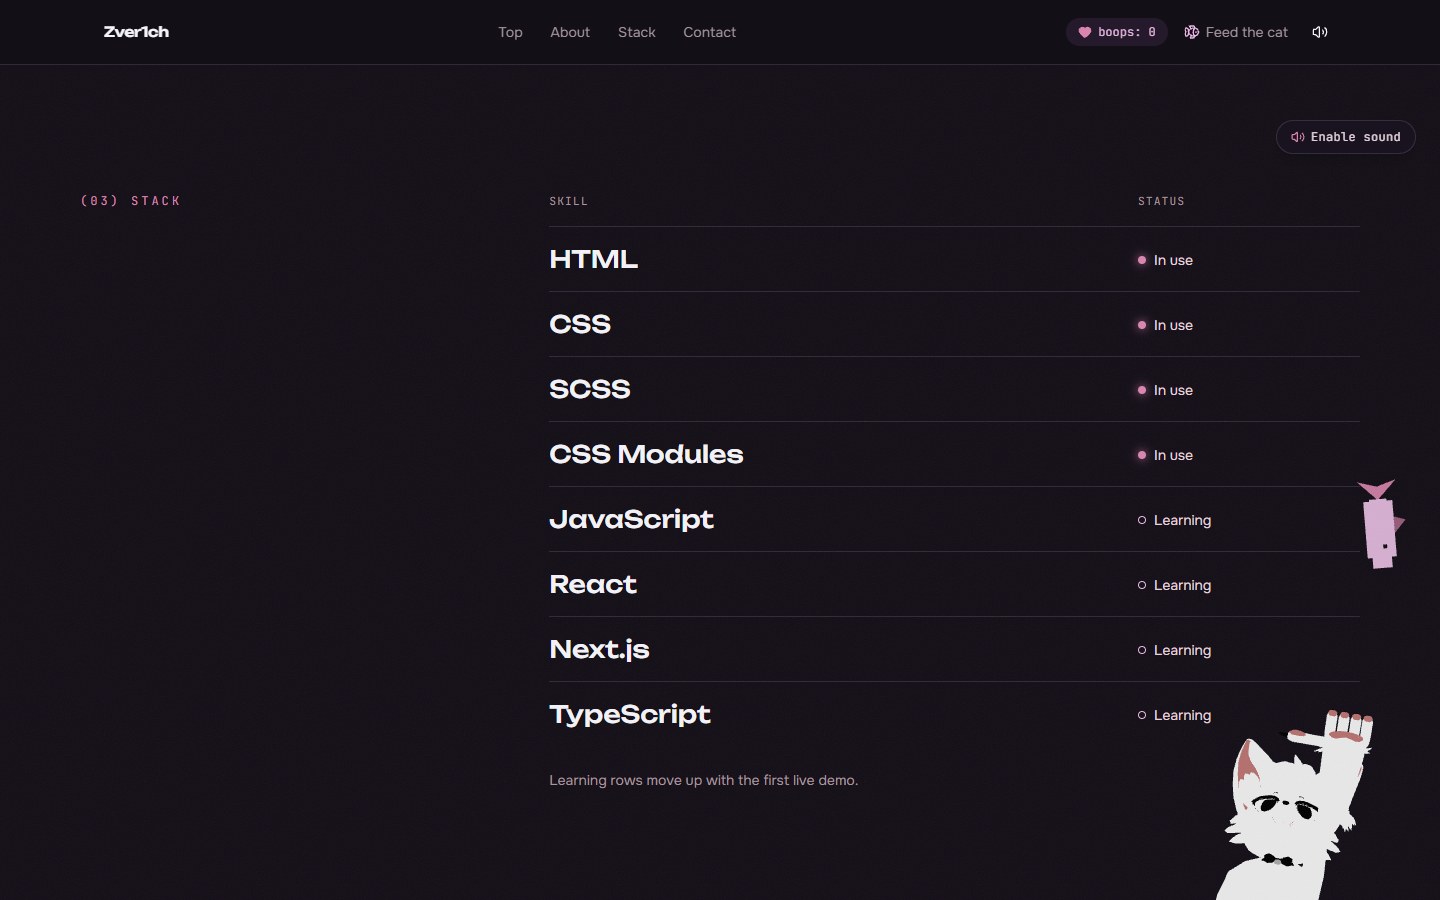 Zver1ch
Top About Stack Contact
boops: 0 Feed the cat
Enable sound
(03) STACK
SKILL STATUS
HTML In use
CSS In use
SCSS In use
CSS Modules In use
JavaScript Learning
React Learning
Next.js Learning
TypeScript Learning
Learning rows move up with the first live demo.